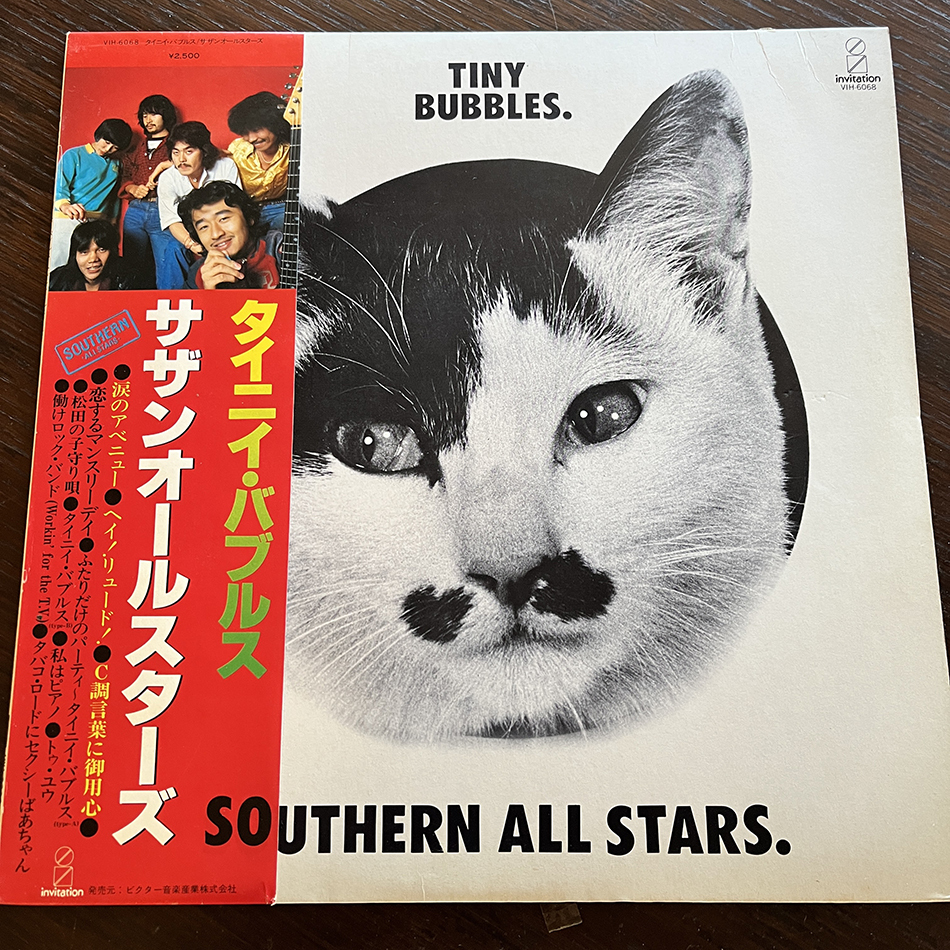 VIH-6068 タイニイ・バブルス/サザンオールスターズ
¥2,500
TINY
BUBBLES.
invitation
VIH-6068
タイニイ・バブルス
サザンオールスターズ
SOUTHERN
ALL STARS
●涙のアベニュー●ヘイ!リュード!●C調言葉に御用心●
●恋するマンスリーデイ●ふたりだけのパーティ〜タイニイ・バブルス(type-A)
●松田の子守り唄●タイニイ・バブルス(type-B)●私はピアノ●トゥ・ユウ
●働けロック・バンド(Workin' for the T.V.)●タバコ・ロードにセクシーばあちゃん
SOUTHERN ALL STARS.
invitation
発売元:ビクター音楽産業株式会社